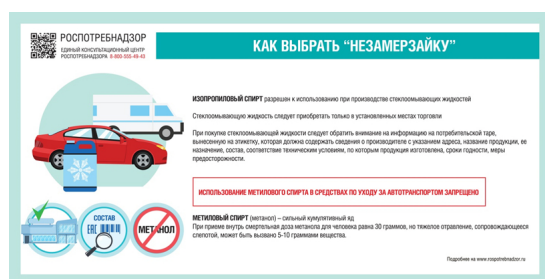 РОСПОТРЕБНАДЗОР
ЕДИНЫЙ КОНСУЛЬТАЦИОННЫЙ ЦЕНТР
РОСПОТРЕБНАДЗОРА 8-800-555-49-43
КАК ВЫБРАТЬ "НЕЗАМЕРЗАЙКУ"
ИЗОПРОПИЛОВЫЙ СПИРТ разрешен к использованию при производстве стеклоомывающих жидкостей
Стеклоомывающую жидкость следует приобретать только в установленных местах торговли
При покупке стеклоомывающей жидкости следует обратить внимание на информацию на потребительской таре,
вынесенную на этикетку, которая должна содержать сведения о производителе с указанием адреса, название продукции, ее
назначение, состав, соответствие техническим условиям, по которым продукция изготовлена, сроки годности, меры
предосторожности.
ИСПОЛЬЗОВАНИЕ МЕТИЛОВОГО СПИРТА В СРЕДСТВАХ ПО УХОДУ ЗА АВТОТРАНСПОРТОМ ЗАПРЕЩЕНО
СОСТАВ
EAC
МЕТАНОЛ
МЕТИЛОВЫЙ СПИРТ (метанол) – сильный кумулятивный яд
При приеме внутрь смертельная доза метанола для человека равна 30 граммов, но тяжелое отравление, сопровождающееся
слепотой, может быть вызвано 5-10 граммами вещества.
Подробнее на www.rospotrebnadzor.ru